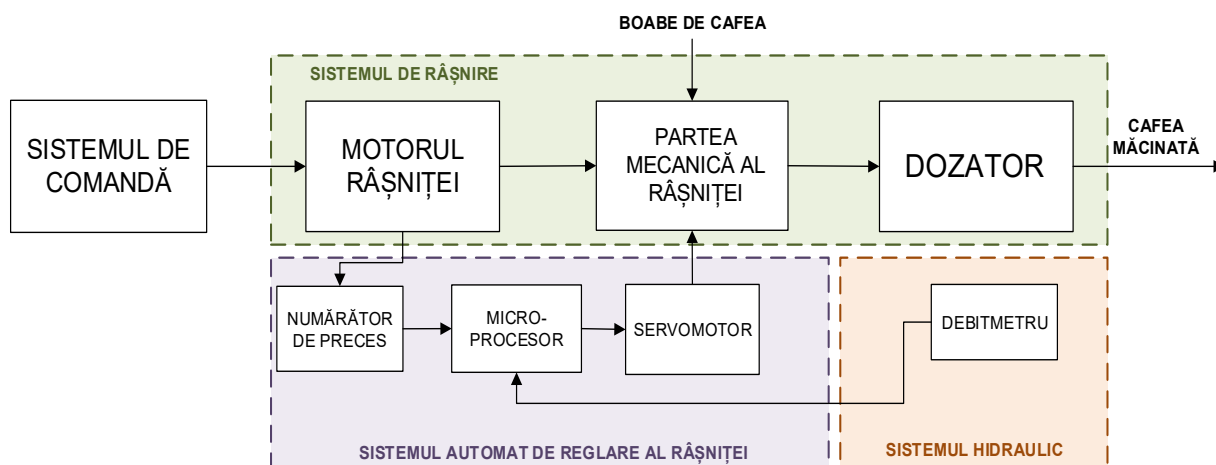 BOABE DE CAFEA
SISTEMUL DE RÂȘNIRE
SISTEMUL DE
COMANDĂ
MOTORUL
RÂȘNIȚEI
PARTEA
MECANICĂ AL
RÂȘNIȚEI
DOZATOR
CAFEA
MĂCINATĂ
NUMĂRĂTOR
DE PRECES
MICRO-
PROCESOR
SERVOMOTOR
DEBITMETRU
SISTEMUL AUTOMAT DE REGLARE AL RÂȘNIȚEI
SISTEMUL HIDRAULIC